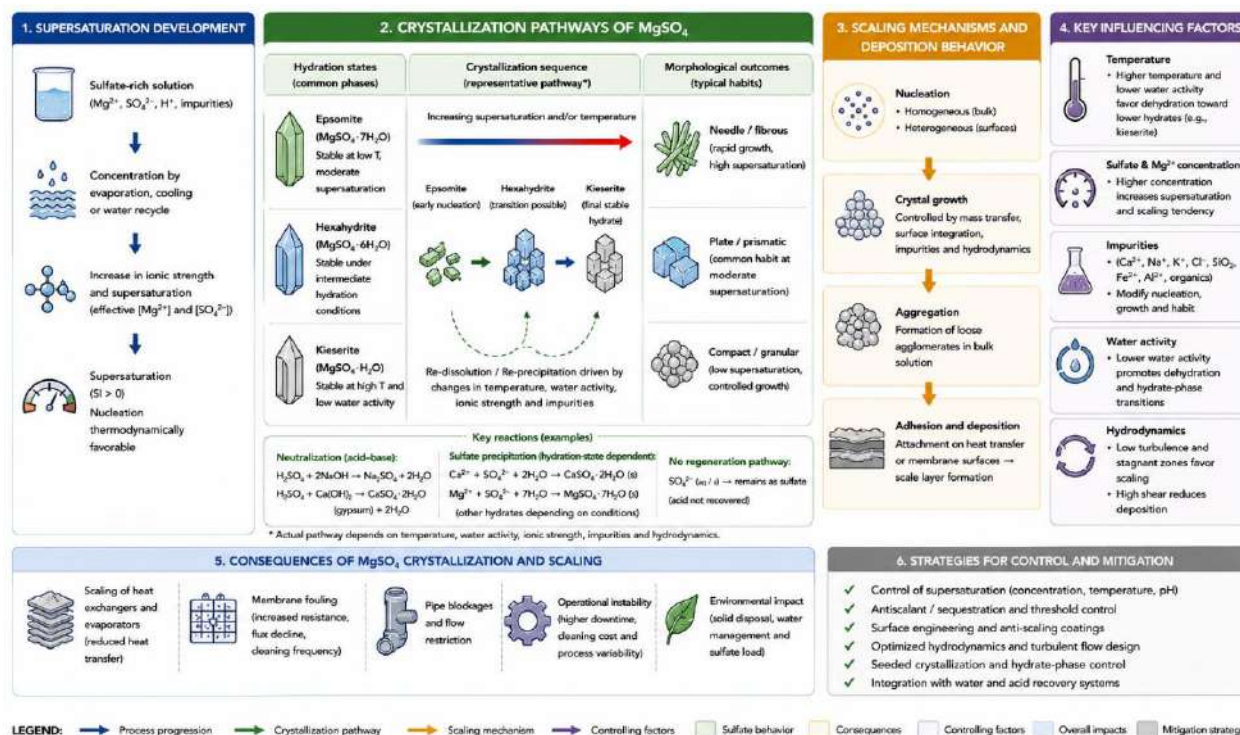 1. SUPERSATURATION DEVELOPMENT
Sulfate-rich solution
(Mg²⁺, SO₄²⁻, H⁺, impurities)
Concentration by
evaporation, cooling
or water recycle
Increase in ionic strength
and supersaturation
(effective [Mg²⁺] and [SO₄²⁻])
Supersaturation
(SI > 0)
Nucleation
thermodynamically
favorable
2. CRYSTALLIZATION PATHWAYS OF MgSO₄
Hydration states
(common phases)
Epsomite
(MgSO₄·7H₂O)
Stable at low T,
moderate
supersaturation
Hexahydrite
(MgSO₄·6H₂O)
Stable under
intermediate
hydration
conditions
Kieserite
(MgSO₄·H₂O)
Stable at high T and
low water activity
Crystallization sequence
(representative pathway*)
Increasing supersaturation and/or temperature
Epsomite
(early nucleation)
Hexahydrite
(transition possible)
Kieserite
(final stable
hydrate)
Re-dissolution / Re-precipitation driven by
changes in temperature, water activity,
ionic strength and impurities
Morphological outcomes
(typical habits)
Needle / fibrous
(rapid growth,
high supersaturation)
Plate / prismatic
(common habit at
moderate
supersaturation)
Compact / granular
(low supersaturation,
controlled growth)
Key reactions (examples)
Neutralization (acid–base):
H₂SO₄ + 2NaOH → Na₂SO₄ + 2H₂O
H₂SO₄ + Ca(OH)₂ → CaSO₄·2H₂O
(gypsum) + 2H₂O
Sulfate precipitation (hydration-state dependent):
Ca²⁺ + SO₄²⁻ + 2H₂O → CaSO₄·2H₂O (s)
Mg²⁺ + SO₄²⁻ + 7H₂O → MgSO₄·7H₂O (s)
(other hydrates depending on conditions)
No regeneration pathway:
SO₄²⁻ → remains as sulfate
(acid not recovered)
* Actual pathway depends on temperature, water activity, ionic strength, impurities and hydrodynamics.
3. SCALING MECHANISMS AND
DEPOSITION BEHAVIOR
Nucleation
• Homogeneous (bulk)
• Heterogeneous (surfaces)
Crystal growth
Controlled by mass transfer,
surface integration,
impurities and hydrodynamics
Aggregation
Formation of loose
agglomerates in bulk
solution
Adhesion and deposition
Attachment on heat transfer
or membrane surfaces →
scale layer formation
4. KEY INFLUENCING FACTORS
Temperature
• Higher temperature and
lower water activity
favor dehydration toward
lower hydrates (e.g.,
kieserite)
Sulfate & Mg²⁺ concentration
• Higher concentration
increases supersaturation
and scaling tendency
Impurities
• (Ca²⁺, Na⁺, K⁺, Cl⁻, SiO₂,
organics)
• Modify nucleation,
growth and habit
Water activity
• Lower water activity
promotes dehydration
and hydrate-phase
transitions
Hydrodynamics
• Low turbulence and
stagnant zones favor
scaling
• High shear reduces
deposition
5. CONSEQUENCES OF MgSO₄ CRYSTALLIZATION AND SCALING
Scaling of heat
exchangers and
evaporators
(reduced heat
transfer)
Membrane fouling
(increased resistance,
flux decline,
cleaning frequency)
Pipe blockages
and flow
restriction
Operational instability
(higher downtime,
cleaning cost and
process variability)
Environmental impact
(solid disposal, water
management and
sulfate load)
6. STRATEGIES FOR CONTROL AND MITIGATION
✓ Control of supersaturation (concentration, temperature, pH)
✓ Antiscalant / sequestration and threshold control
✓ Surface engineering and anti-scaling coatings
✓ Optimized hydrodynamics and turbulent flow design
✓ Seeded crystallization and hydrate-phase control
✓ Integration with water and acid recovery systems
LEGEND: Process progression Crystallization pathway Scaling mechanism Controlling factors Sulfate behavior Consequences Controlling factors Overall impacts Mitigation strateg